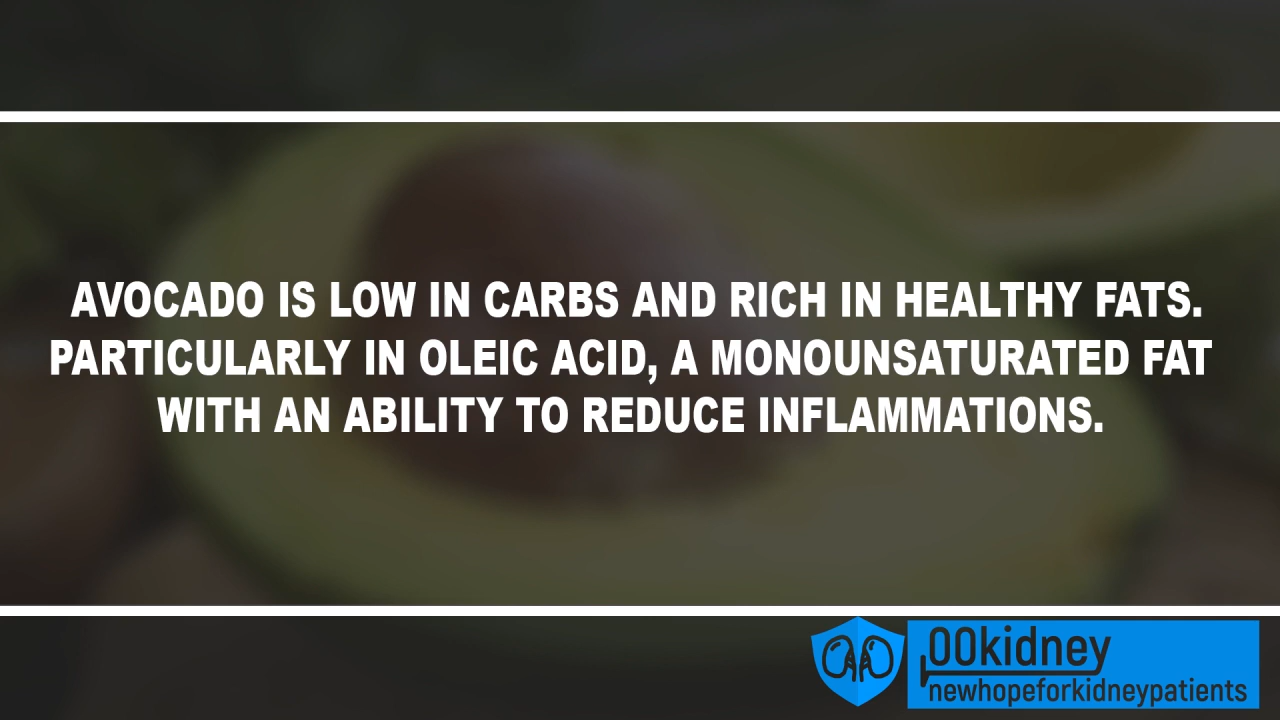 AVOCADO IS LOW IN CARBS AND RICH IN HEALTHY FATS.
PARTICULARLY IN OLEIC ACID, A MONOUNSATURATED FAT
WITH AN ABILITY TO REDUCE INFLAMMATIONS.
00kidney
newhopeforkidneypatients